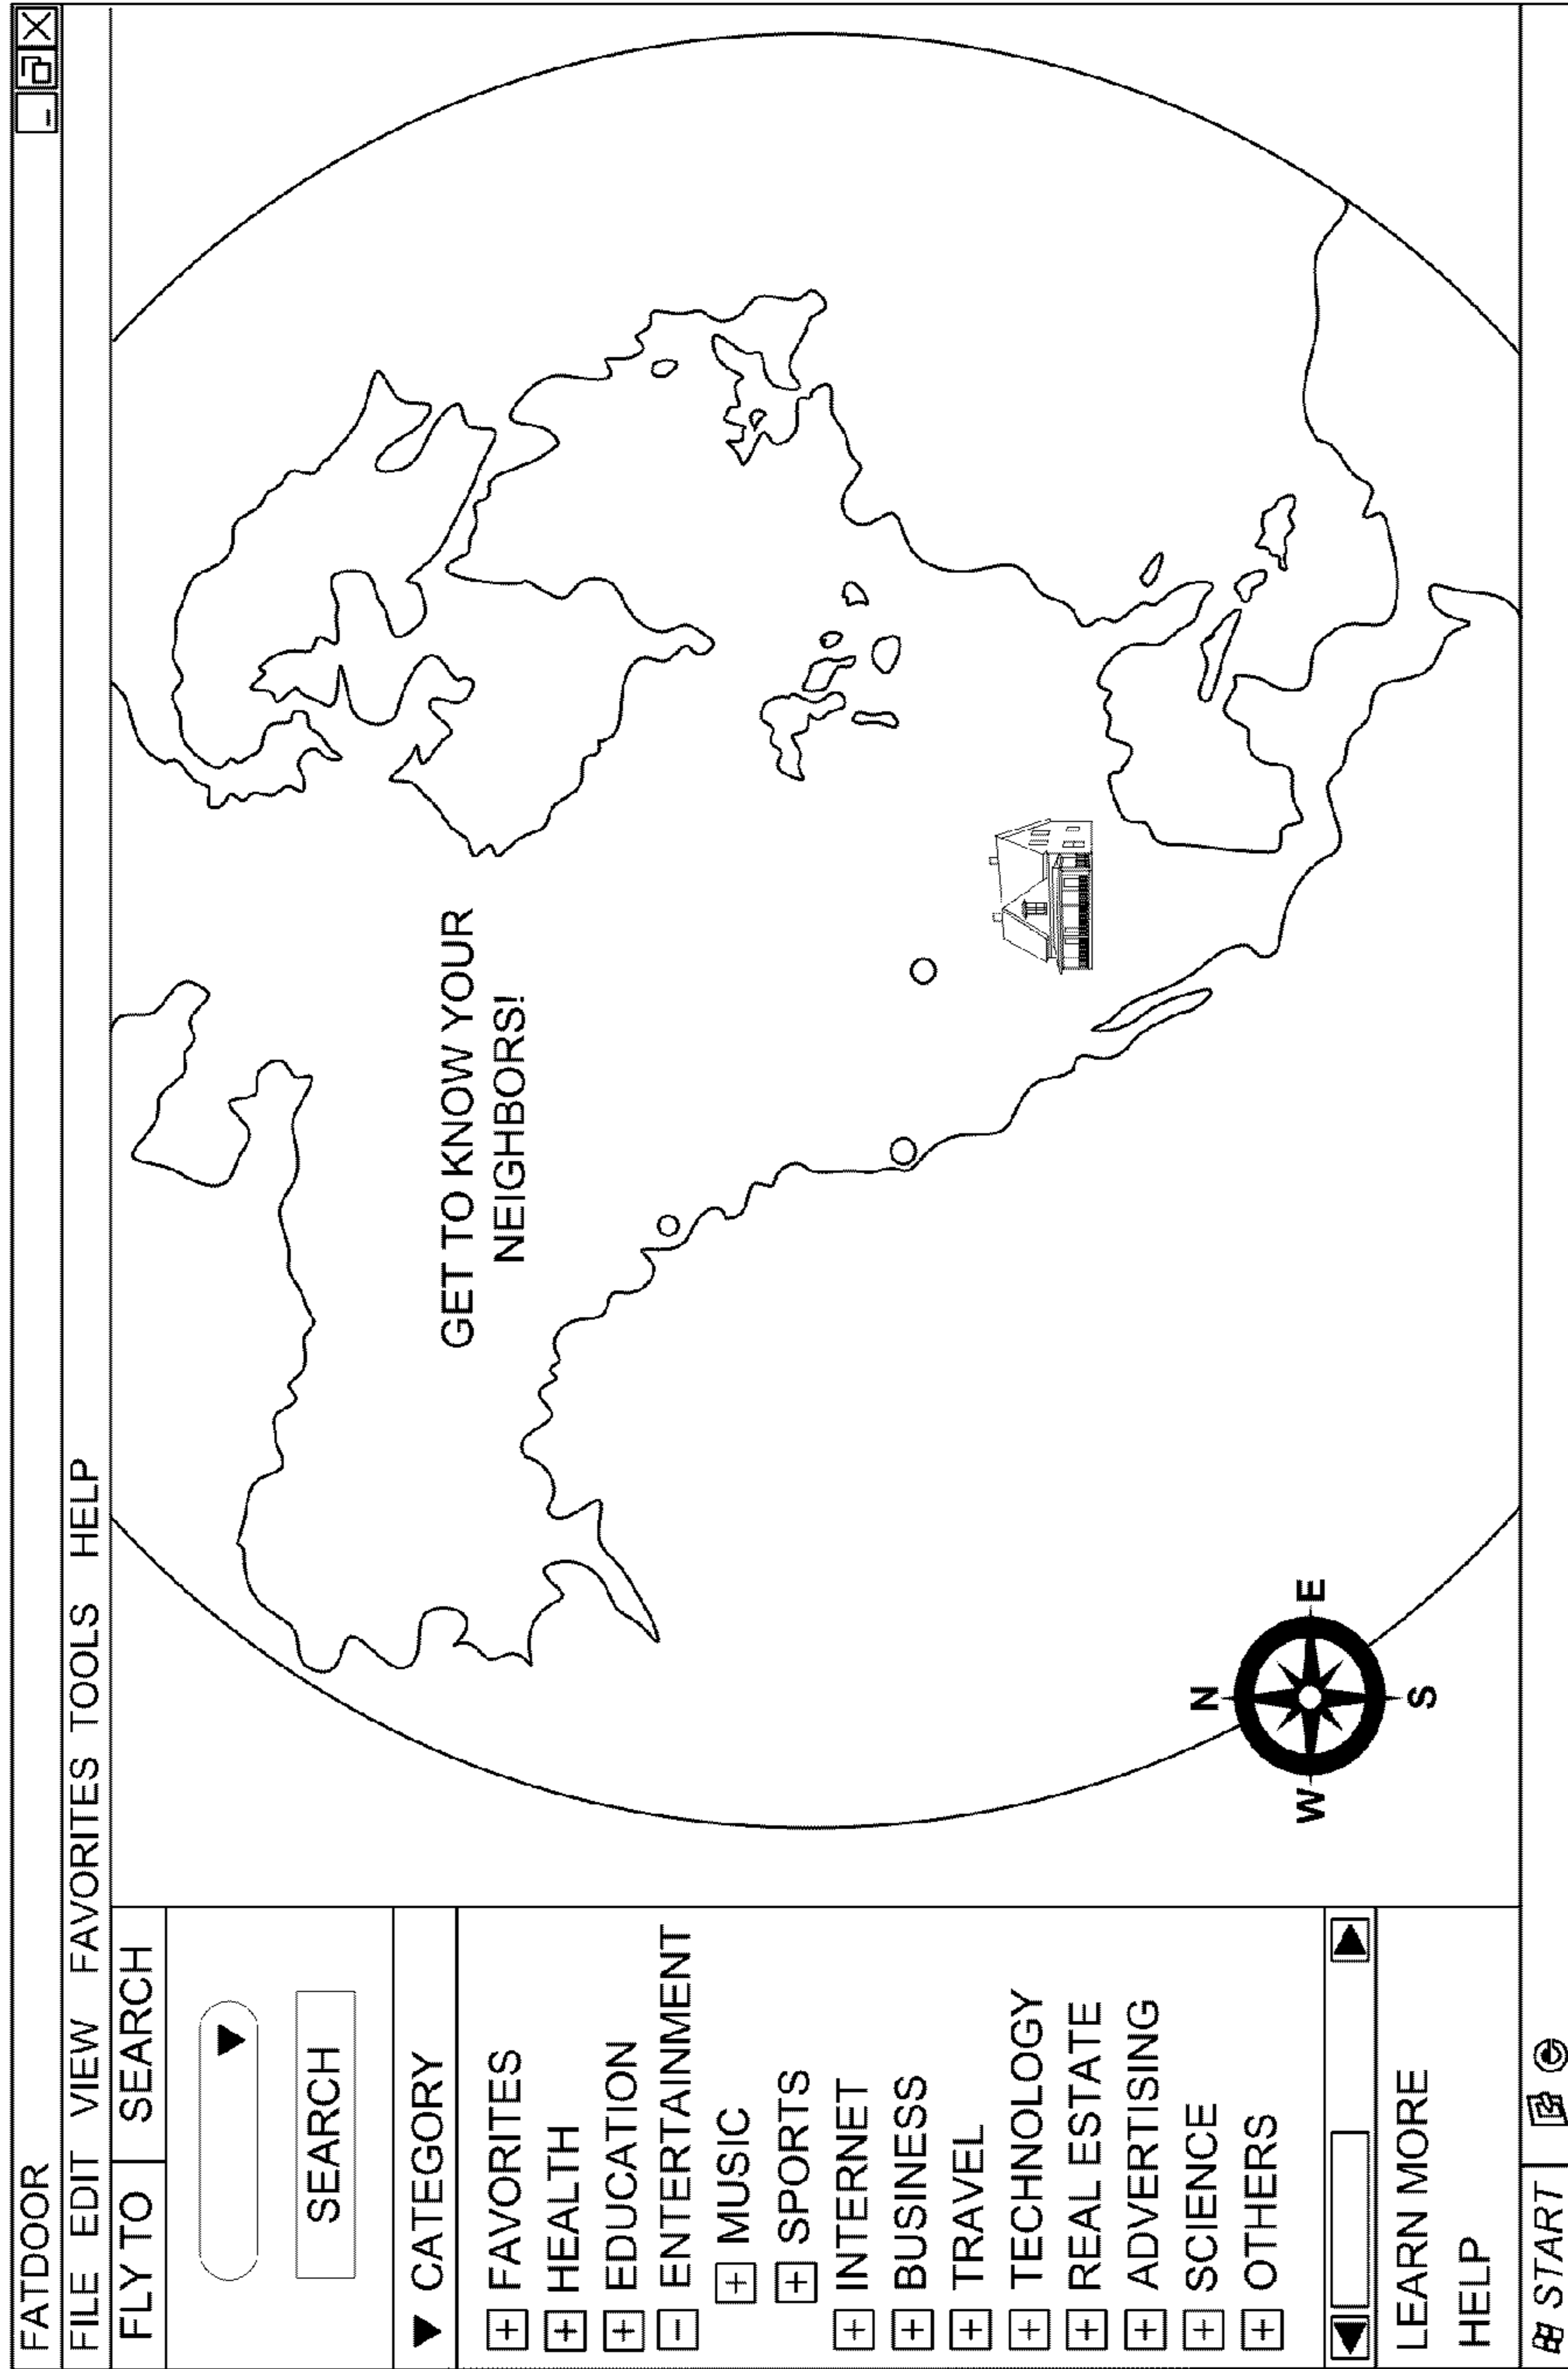 FATDOOR
FILE EDIT VIEW FAVORITES TOOLS HELP
FLY TO SEARCH
SEARCH
CATEGORY
FAVORITES
HEALTH
EDUCATION
ENTERTAINMENT
MUSIC
SPORTS
INTERNET
BUSINESS
TRAVEL
TECHNOLOGY
REAL ESTATE
ADVERTISING
SCIENCE
OTHERS
LEARN MORE
HELP
GET TO KNOW YOUR
NEIGHBORS!
N
W E
S
START